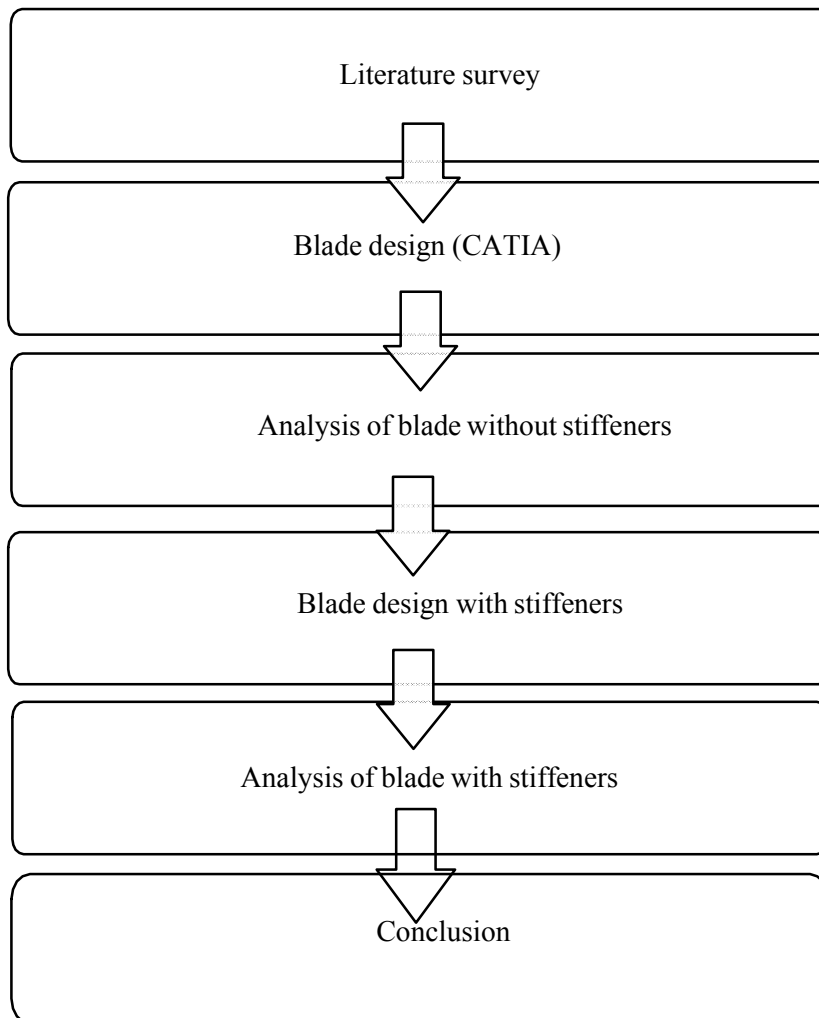 Literature survey
Blade design (CATIA)
Analysis of blade without stiffeners
Blade design with stiffeners
Analysis of blade with stiffeners
Conclusion